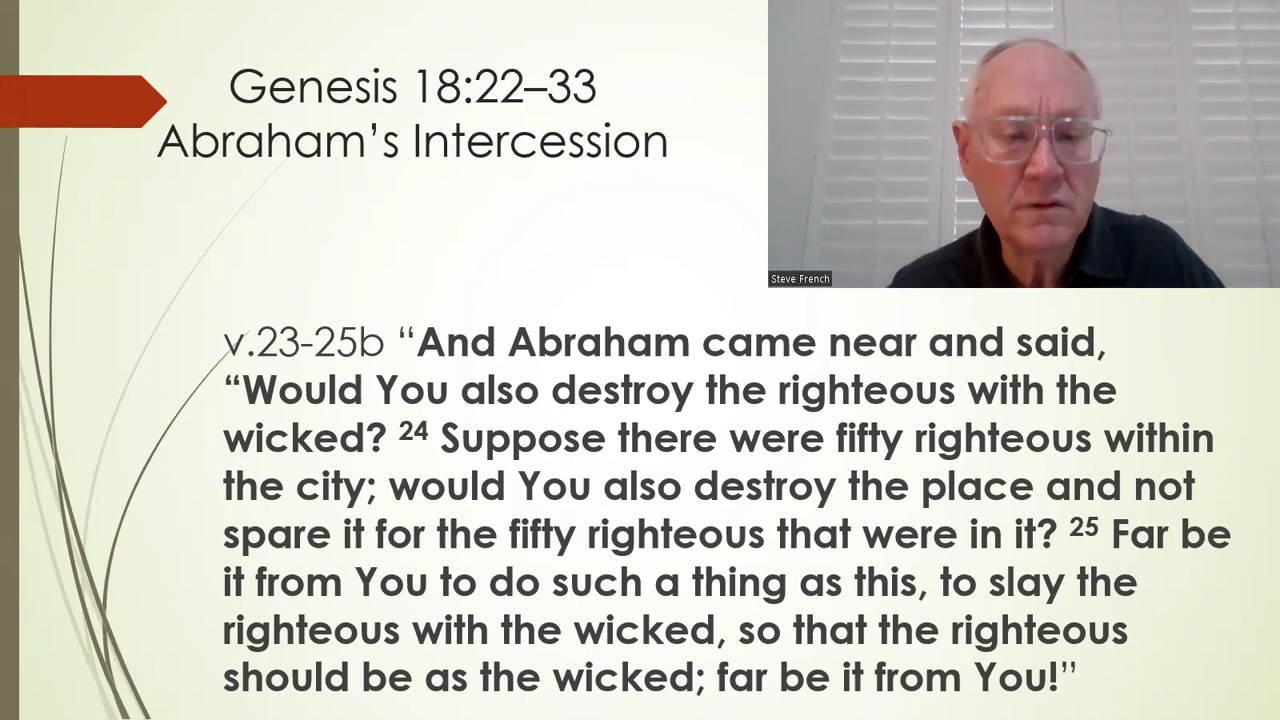 Genesis 18:22–33
Abraham’s Intercession
Steve French
v.23-25b “And Abraham came near and said,
“Would You also destroy the righteous with the
wicked? ²⁴ Suppose there were fifty righteous within
the city; would You also destroy the place and not
spare it for the fifty righteous that were in it? ²⁵ Far be
it from You to do such a thing as this, to slay the
righteous with the wicked, so that the righteous
should be as the wicked; far be it from You!”